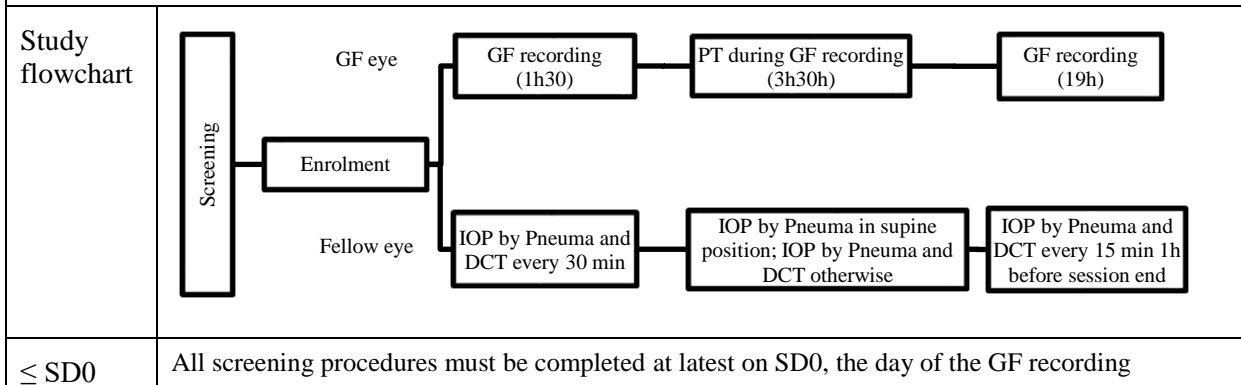 Study
flowchart
Screening
Enrolment
GF eye
GF recording
(1h30)
PT during GF recording
(3h30h)
GF recording
(19h)
Fellow eye
IOP by Pneuma and
DCT every 30 min
IOP by Pneuma in supine
position; IOP by Pneuma and
DCT otherwise
IOP by Pneuma and
DCT every 15 min 1h
before session end
≤ SD0
All screening procedures must be completed at latest on SD0, the day of the GF recording